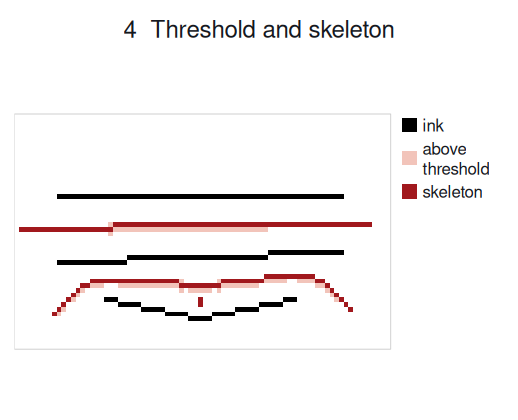 4 Threshold and skeleton
ink
above
threshold
skeleton